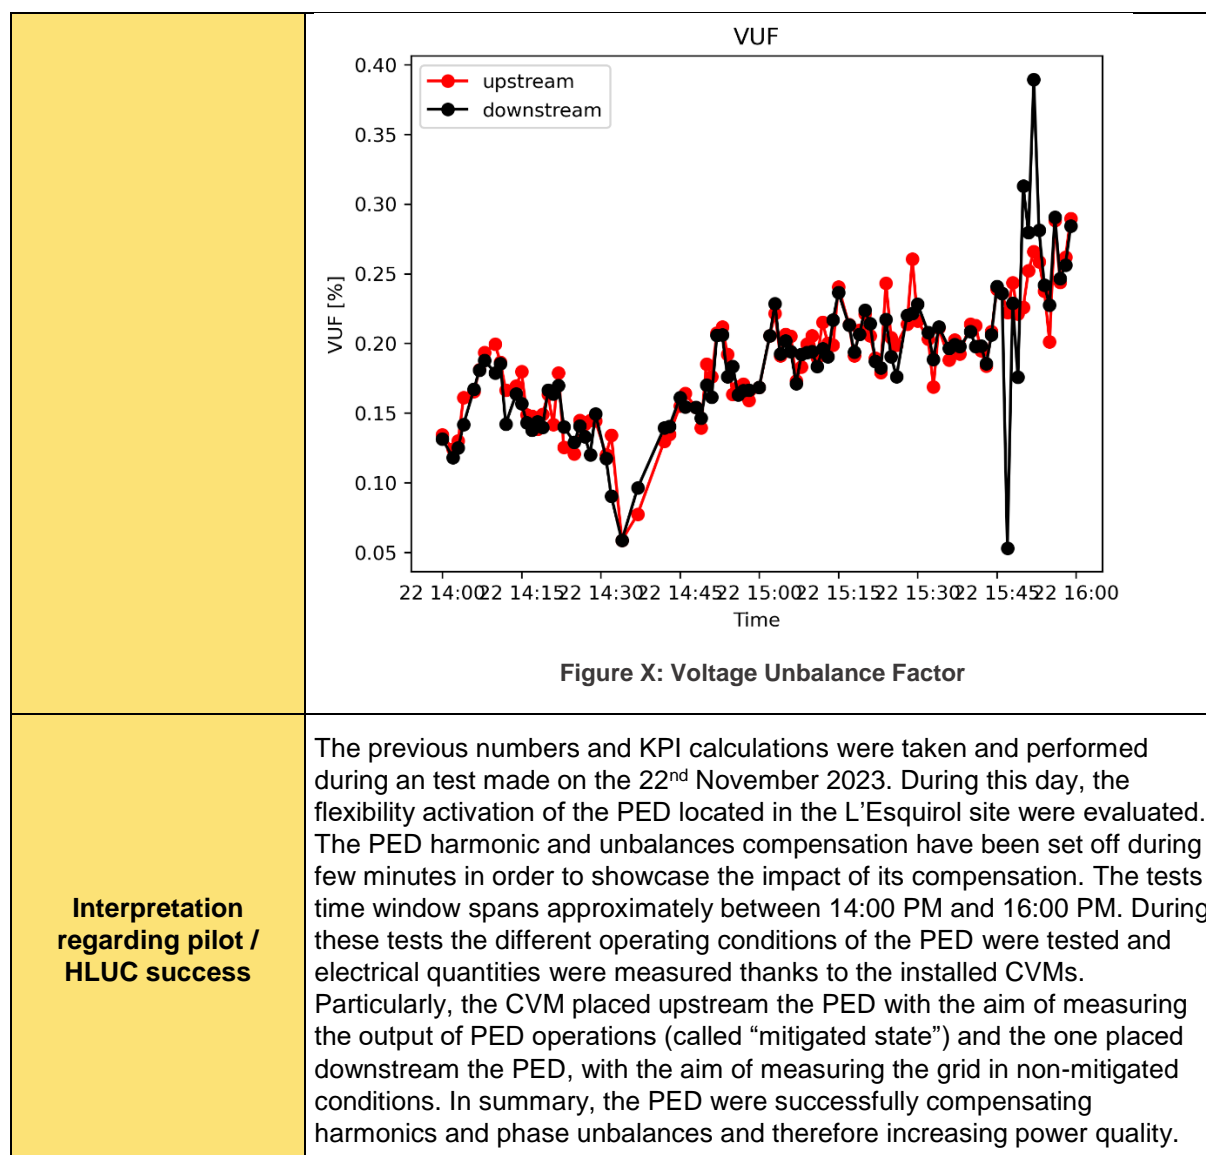 VUF
0.40
upstream
downstream
0.35
0.30
0.25
VUF [%]
0.20
0.15
0.10
0.05
22 14:00 22 14:15 22 14:30 22 14:45 22 15:00 22 15:15 22 15:30 22 15:45 22 16:00
Time
Figure X: Voltage Unbalance Factor
Interpretation
regarding pilot /
HLUC success
The previous numbers and KPI calculations were taken and performed
during an test made on the 22nd November 2023. During this day, the
flexibility activation of the PED located in the L’Esquirol site were evaluated.
The PED harmonic and unbalances compensation have been set off during
few minutes in order to showcase the impact of its compensation. The tests
time window spans approximately between 14:00 PM and 16:00 PM. During
these tests the different operating conditions of the PED were tested and
electrical quantities were measured thanks to the installed CVMs.
Particularly, the CVM placed upstream the PED with the aim of measuring
the output of PED operations (called “mitigated state”) and the one placed
downstream the PED, with the aim of measuring the grid in non-mitigated
conditions. In summary, the PED were successfully compensating
harmonics and phase unbalances and therefore increasing power quality.